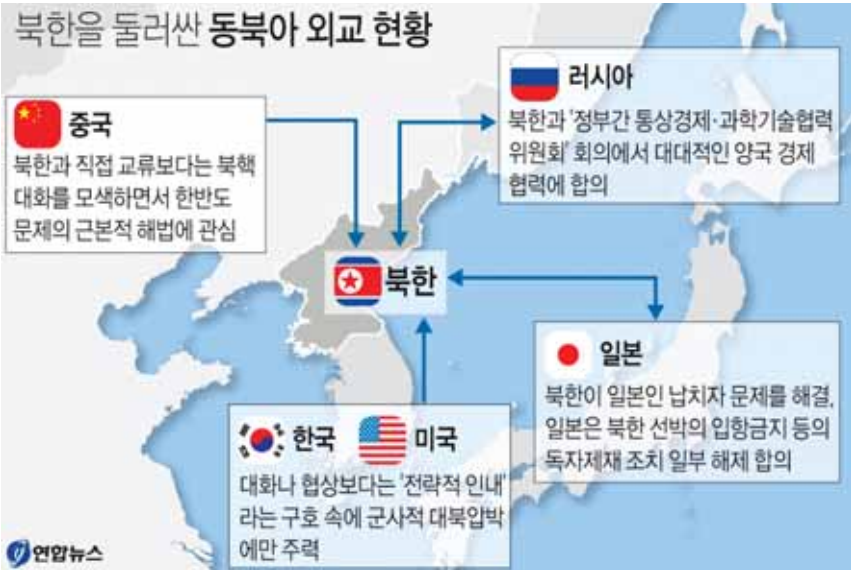 북한을 둘러싼 동북아 외교 현황
중국
북한과 직접 교류보다는 북핵
대화를 모색하면서 한반도
문제의 근본적 해법에 관심
러시아
북한과 '정부간 통상경제·과학기술협력
위원회' 회의에서 대대적인 양국 경제
협력에 합의
북한
일본
북한이 일본인 납치자 문제를 해결,
일본은 북한 선박의 입항금지 등의
독자제재 조치 일부 해제 합의
한국 미국
대화나 협상보다는 '전략적 인내'
라는 구호 속에 군사적 대북압박
에만 주력
연합뉴스